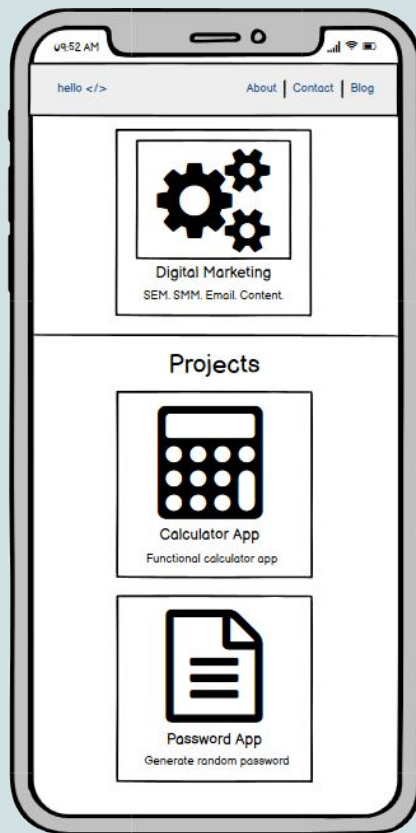 09:52 AM
hello </> About Contact Blog
Digital Marketing
SEM. SMM. Email. Content.
Projects
Calculator App
Functional calculator app
Password App
Generate random password